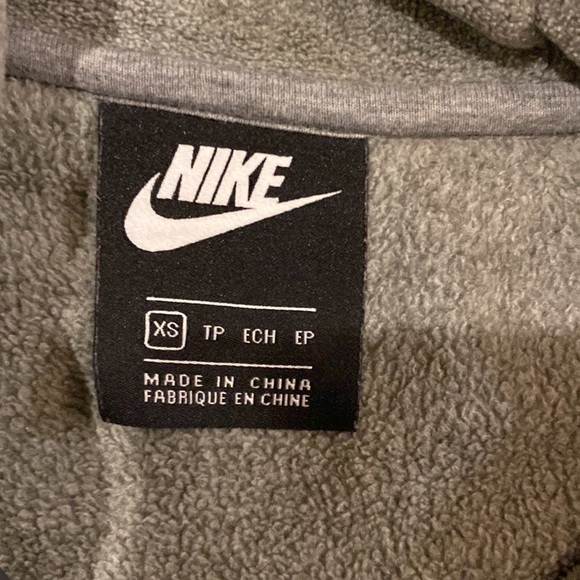 NIKE
XS TP ECH EP
MADE IN CHINA
FABRIQUE EN CHINE